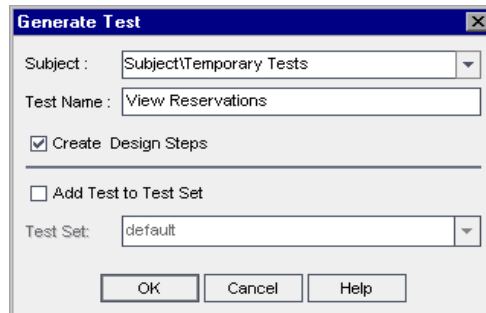 Generate Test
Subject : Subject\Temporary Tests
Test Name : View Reservations
Create Design Steps
Add Test to Test Set
Test Set: default
OK Cancel Help